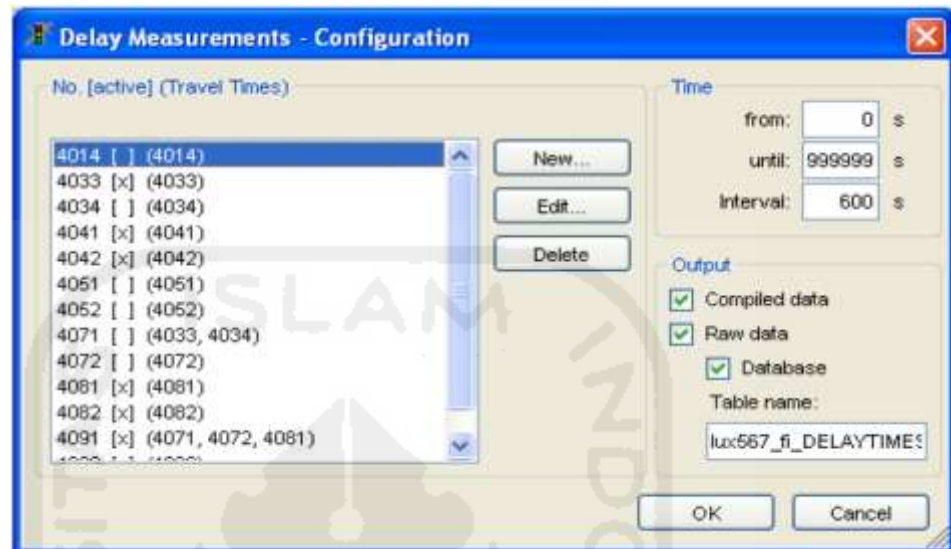 Delay Measurements - Configuration
No. [active] (Travel Times)
4014 [ ] (4014)
4033 [x] (4033)
4034 [ ] (4034)
4041 [x] (4041)
4042 [x] (4042)
4051 [ ] (4051)
4052 [ ] (4052)
4071 [ ] (4033, 4034)
4072 [ ] (4072)
4081 [x] (4081)
4082 [x] (4082)
4091 [x] (4071, 4072, 4081)
New...
Edit...
Delete
Time
from: 0 s
until: 999999 s
Interval: 600 s
Output
Compiled data
Raw data
Database
Table name:
lux567_fi_DELAYTIMES
OK
Cancel
ISLAM INDO